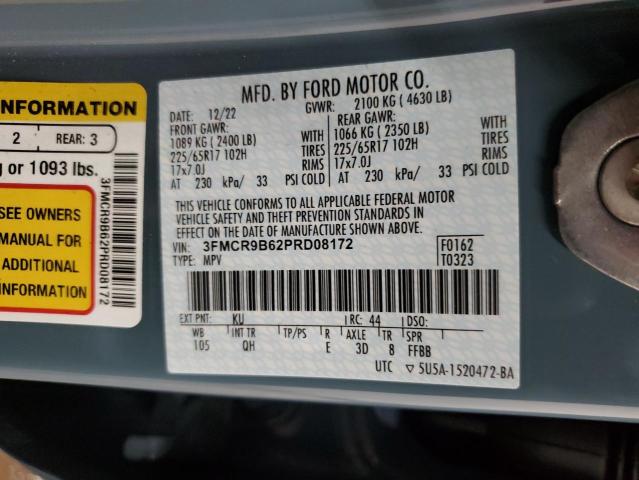 INFORMATION
2 REAR: 3
or 1093 lbs.
SEE OWNERS
MANUAL FOR
ADDITIONAL
INFORMATION
3FMCR9B62PRD08172
MFD. BY FORD MOTOR CO.
DATE: 12/22 GVWR: 2100 KG ( 4630 LB)
FRONT GAWR: REAR GAWR:
1089 KG ( 2400 LB) WITH 1066 KG ( 2350 LB) WITH
225/65R17 102H TIRES 225/65R17 102H TIRES
17x7.0J RIMS 17x7.0J RIMS
AT 230 kPa/ 33 PSI COLD AT 230 kPa/ 33 PSI COLD
THIS VEHICLE CONFORMS TO ALL APPLICABLE FEDERAL MOTOR
VEHICLE SAFETY AND THEFT PREVENTION STANDARDS IN
EFFECT ON THE DATE OF MANUFACTURE SHOWN ABOVE.
VIN: 3FMCR9B62PRD08172 F0162
TYPE: MPV T0323
EXT PNT: KU RC: 44 DSO:
WB INT TR TP/PS R AXLE TR SPR
105 QH E 3D 8 FFBB
UTC ▽ 5U5A-1520472-BA